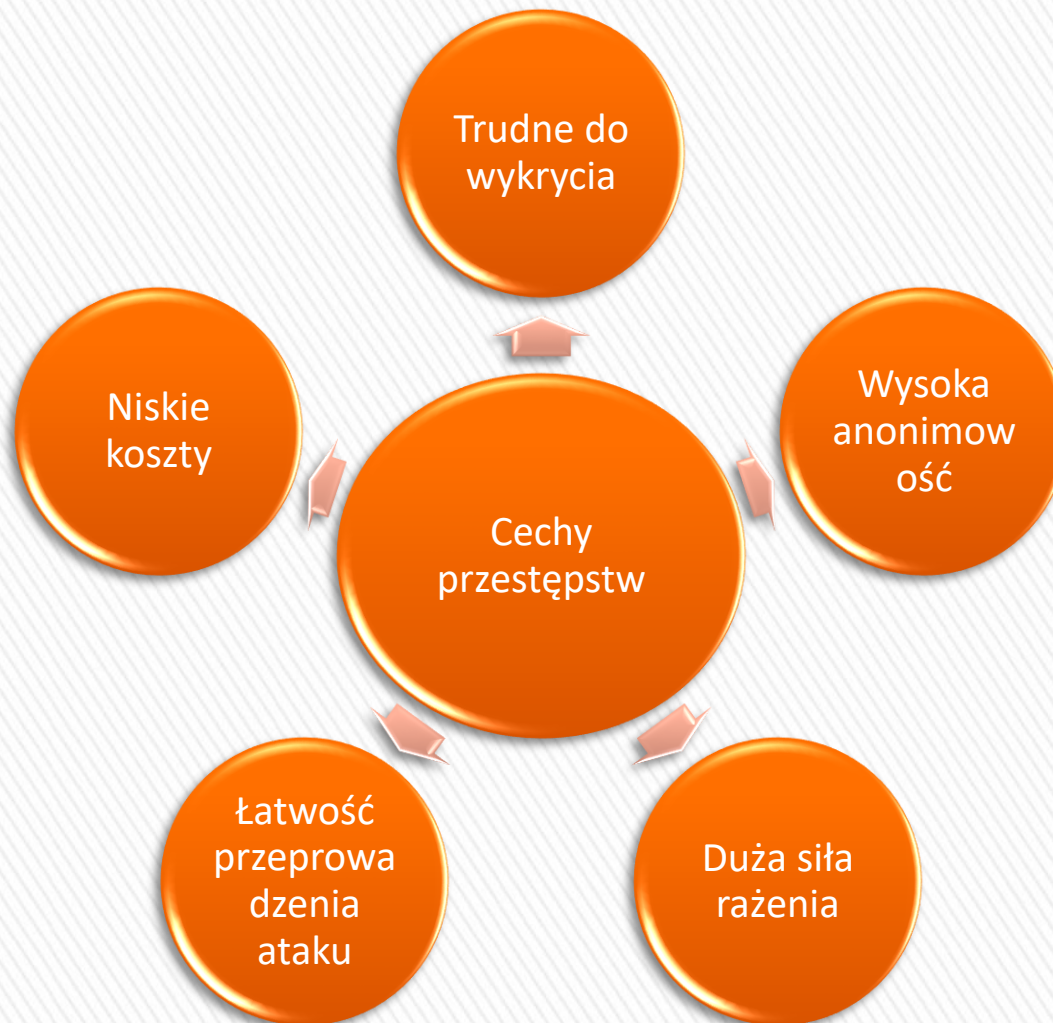 Trudne do
wykrycia
Niskie
koszty
Wysoka
anonimow
ość
Cechy
przestępstw
Łatwość
przeprowa
dzenia
ataku
Duża siła
rażenia